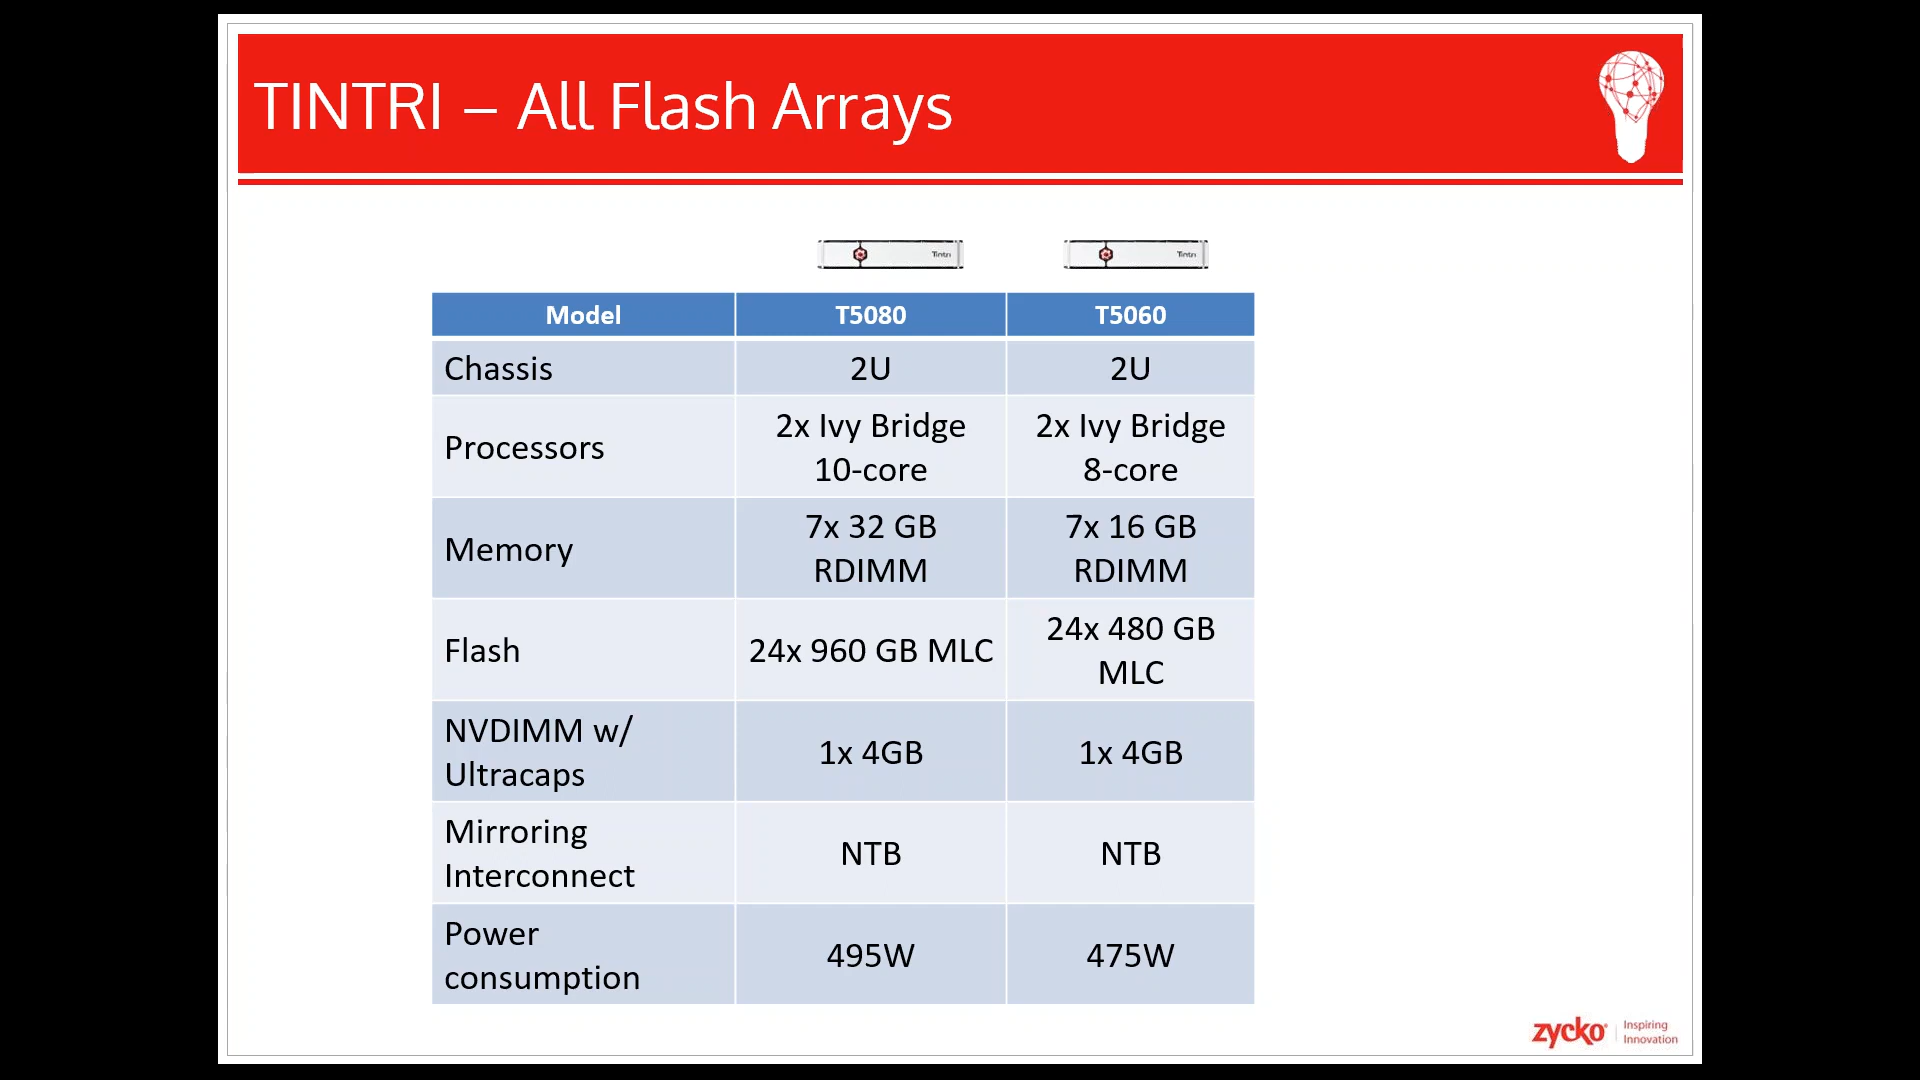 TINTRI – All Flash Arrays
Tintri
Tintri
Model T5080 T5060
Chassis 2U 2U
Processors 2x Ivy Bridge 10-core 2x Ivy Bridge 8-core
Memory 7x 32 GB RDIMM 7x 16 GB RDIMM
Flash 24x 960 GB MLC 24x 480 GB MLC
NVDIMM w/ Ultracaps 1x 4GB 1x 4GB
Mirroring Interconnect NTB NTB
Power consumption 495W 475W
zycko
Inspiring
Innovation